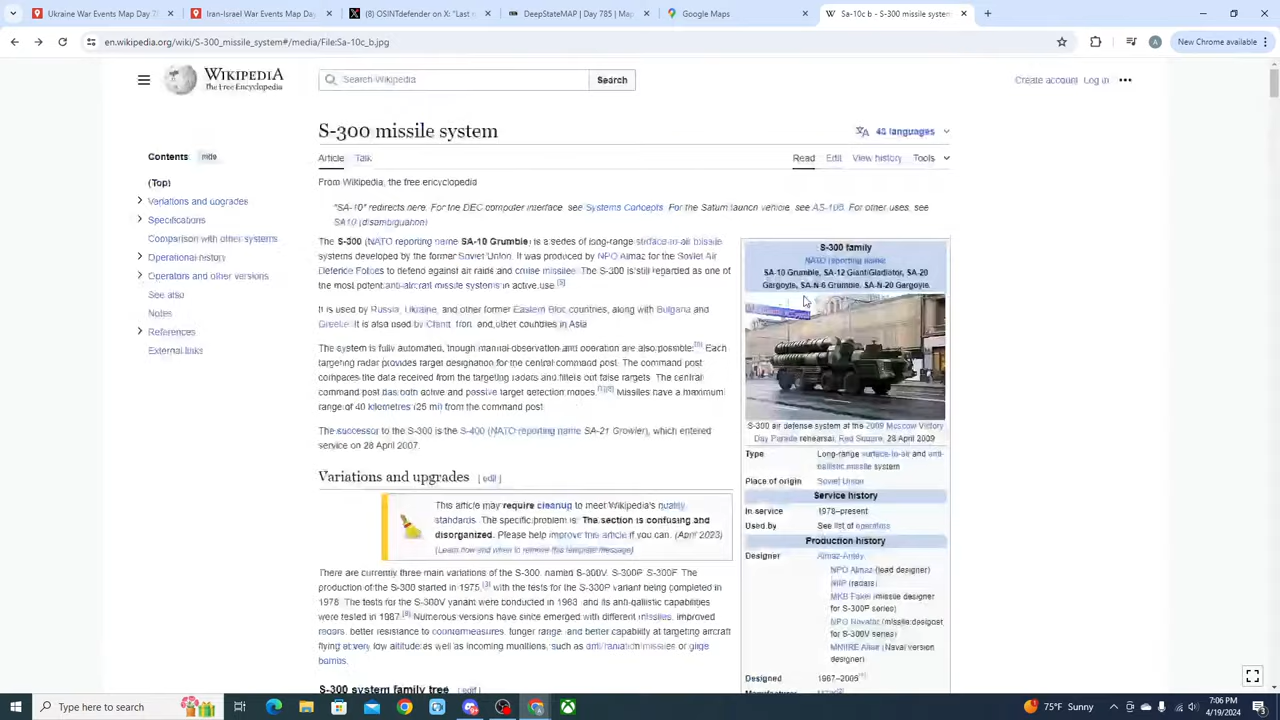 Ukraine War Events Map Day 7
Iran-Israel War Events Map Day
(8) OSINTdefender on X: "Last
DeepStateMAP | Day 785 | Map
Google Maps
Sa-10c b - S-300 missile system
en.wikipedia.org/wiki/S-300_missile_system#/media/File:Sa-10c_b.jpg
A
New Chrome available
WIKIPEDIA
The Free Encyclopedia
Search Wikipedia
Search
Create account
Log in
S-300 missile system
48 languages
Article
Talk
Read
Edit
View history
Tools
From Wikipedia, the free encyclopedia
Contents
hide
(Top)
Variations and upgrades
Specifications
Comparison with other systems
Operational history
Operators and other versions
See also
Notes
References
External links
"SA-10" redirects here. For the DEC computer interface, see Systems Concepts. For the Saturn launch vehicle, see AS-108. For other uses, see
SA10 (disambiguation)
The S-300 (NATO reporting name SA-10 Grumble) is a series of long-range surface-to-air missile
systems developed by the former Soviet Union. It was produced by NPO Almaz for the Soviet Air
Defence Forces to defend against air raids and cruise missiles. The S-300 is still regarded as one of
the most potent anti-aircraft missile systems in active use.
It is used by Russia, Ukraine, and other former Eastern Bloc countries, along with Bulgaria and
Greece. It is also used by China, Iran, and other countries in Asia
The system is fully automated, though manual observation and operation are also possible. Each
targeting radar provides target designation for the central command post. The command post
compares the data received from the targeting radars and filters out false targets. The central
command post has both active and passive target detection modes. Missiles have a maximum
range of 40 kilometres (25 mi) from the command post
The successor to the S-300 is the S-400 (NATO reporting name SA-21 Growler), which entered
service on 28 April 2007.
Variations and upgrades [ edit ]
This article may require cleanup to meet Wikipedia's quality
standards. The specific problem is: The section is confusing and
disorganized. Please help improve this article if you can. (April 2023)
(Learn how and when to remove this template message)
There are currently three main variations of the S-300, named S-300V, S-300P, S-300F. The
production of the S-300 started in 1975, with the tests for the S-300P variant being completed in
1978. The tests for the S-300V variant were conducted in 1983, and its anti-ballistic capabilities
were tested in 1987. Numerous versions have since emerged with different missiles, improved
radars, better resistance to countermeasures, longer range, and better capability at targeting aircraft
flying at very low altitude as well as incoming munitions, such as anti-radiation missiles or glide
bombs.
S-300 system family tree [ edit ]
S-300 family
NATO reporting name
SA-10 Grumble, SA-12 Giant/Gladiator, SA-20
Gargoyle, SA-N-6 Grumble, SA-N-20 Gargoyle.
S-300 air defense system at the 2009 Moscow Victory
Day Parade rehearsal, Red Square, 28 April 2009
Type Long-range surface-to-air and anti-
ballistic missile system
Place of origin Soviet Union
Service history
In service 1978–present
Used by See list of operators
Production history
Designer Almaz-Antey
NPO Almaz (lead designer)
NIIP (radars)
MKB Fakel (missile designer
for S-300P series)
NPO Novator (missile designer
for S-300V series)
MNIIRE Altair (Naval version
designer)
Designed 1967–2005
Manufacturer
Type here to search
75°F Sunny
7:06 PM
4/19/2024